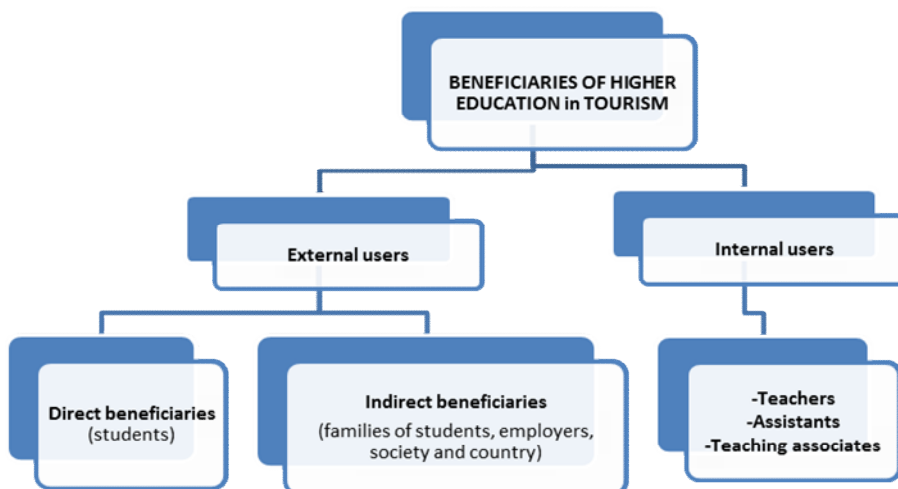 BENEFICIARIES OF HIGHER
EDUCATION in TOURISM
External users
Internal users
Direct beneficiaries
(students)
Indirect beneficiaries
(families of students, employers,
society and country)
-Teachers
-Assistants
-Teaching associates